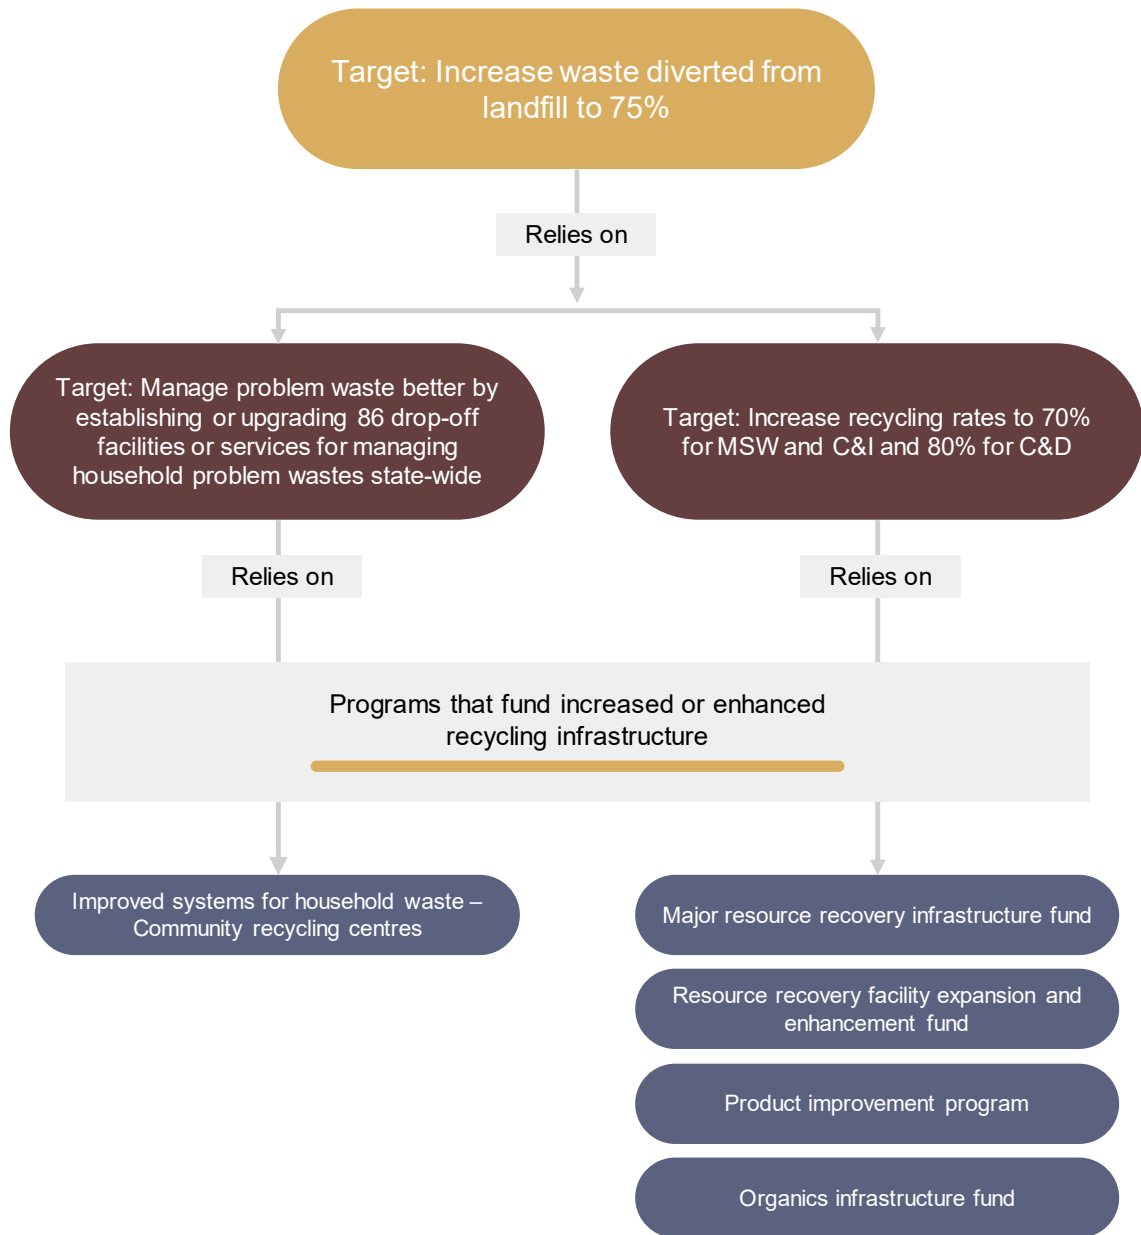 Target: Increase waste diverted from
landfill to 75%
Relies on
Target: Manage problem waste better by
establishing or upgrading 86 drop-off
facilities or services for managing
household problem wastes state-wide
Target: Increase recycling rates to 70%
for MSW and C&I and 80% for C&D
Relies on
Relies on
Programs that fund increased or enhanced
recycling infrastructure
Improved systems for household waste –
Community recycling centres
Major resource recovery infrastructure fund
Resource recovery facility expansion and
enhancement fund
Product improvement program
Organics infrastructure fund